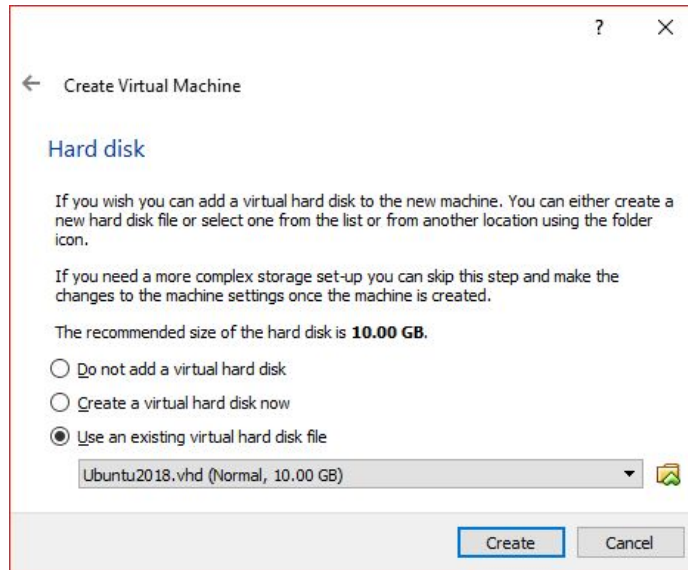 ?
Create Virtual Machine
Hard disk
If you wish you can add a virtual hard disk to the new machine. You can either create a
new hard disk file or select one from the list or from another location using the folder
icon.
If you need a more complex storage set-up you can skip this step and make the
changes to the machine settings once the machine is created.
The recommended size of the hard disk is 10.00 GB.
Do not add a virtual hard disk
Create a virtual hard disk now
Use an existing virtual hard disk file
Ubuntu2018.vhd (Normal, 10.00 GB)
Create Cancel